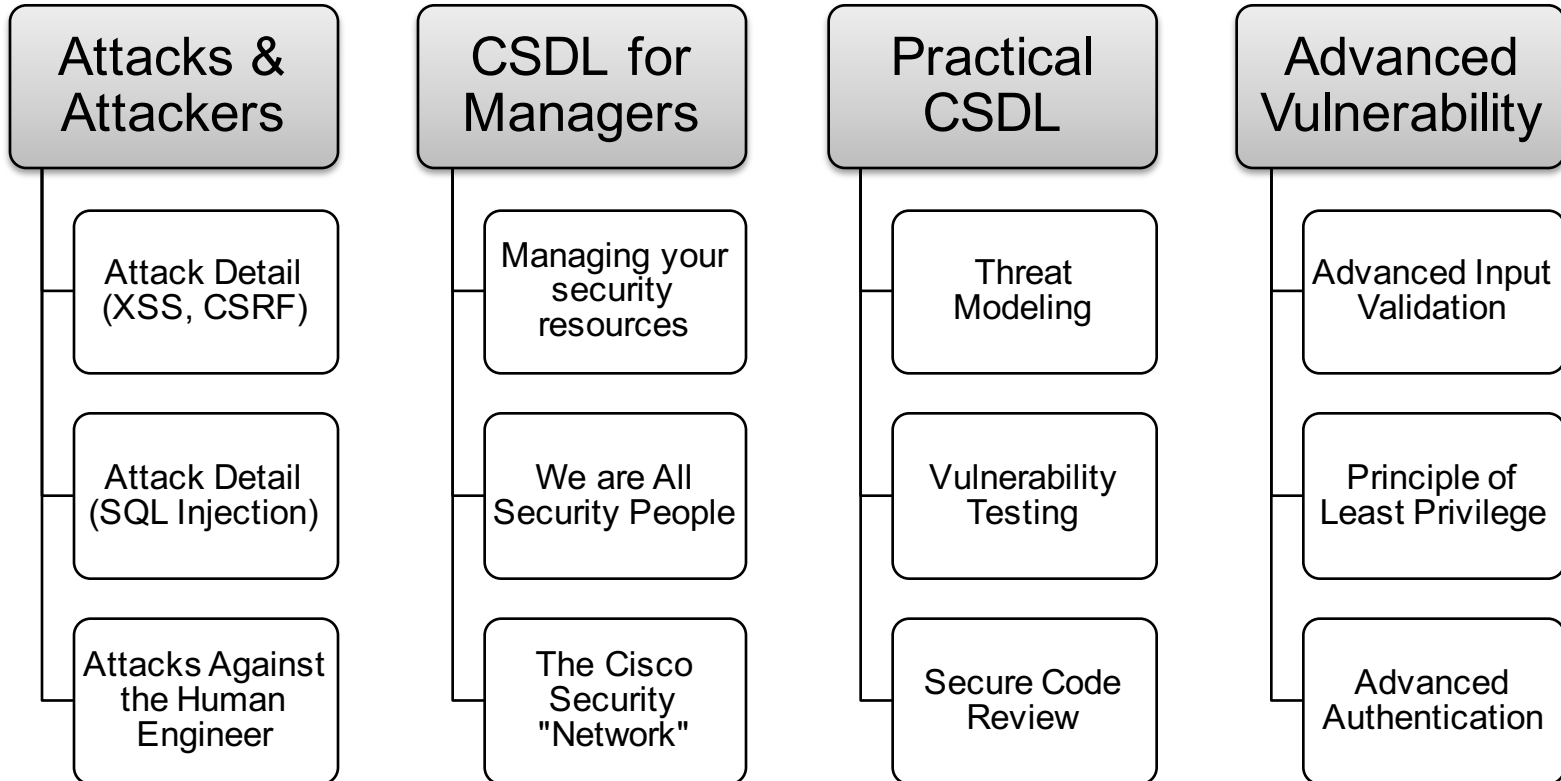 Attacks &
Attackers
Attack Detail
(XSS, CSRF)
Attack Detail
(SQL Injection)
Attacks Against
the Human
Engineer
CSDL for
Managers
Managing your
security
resources
We are All
Security People
The Cisco
Security
"Network"
Practical
CSDL
Threat
Modeling
Vulnerability
Testing
Secure Code
Review
Advanced
Vulnerability
Advanced Input
Validation
Principle of
Least Privilege
Advanced
Authentication